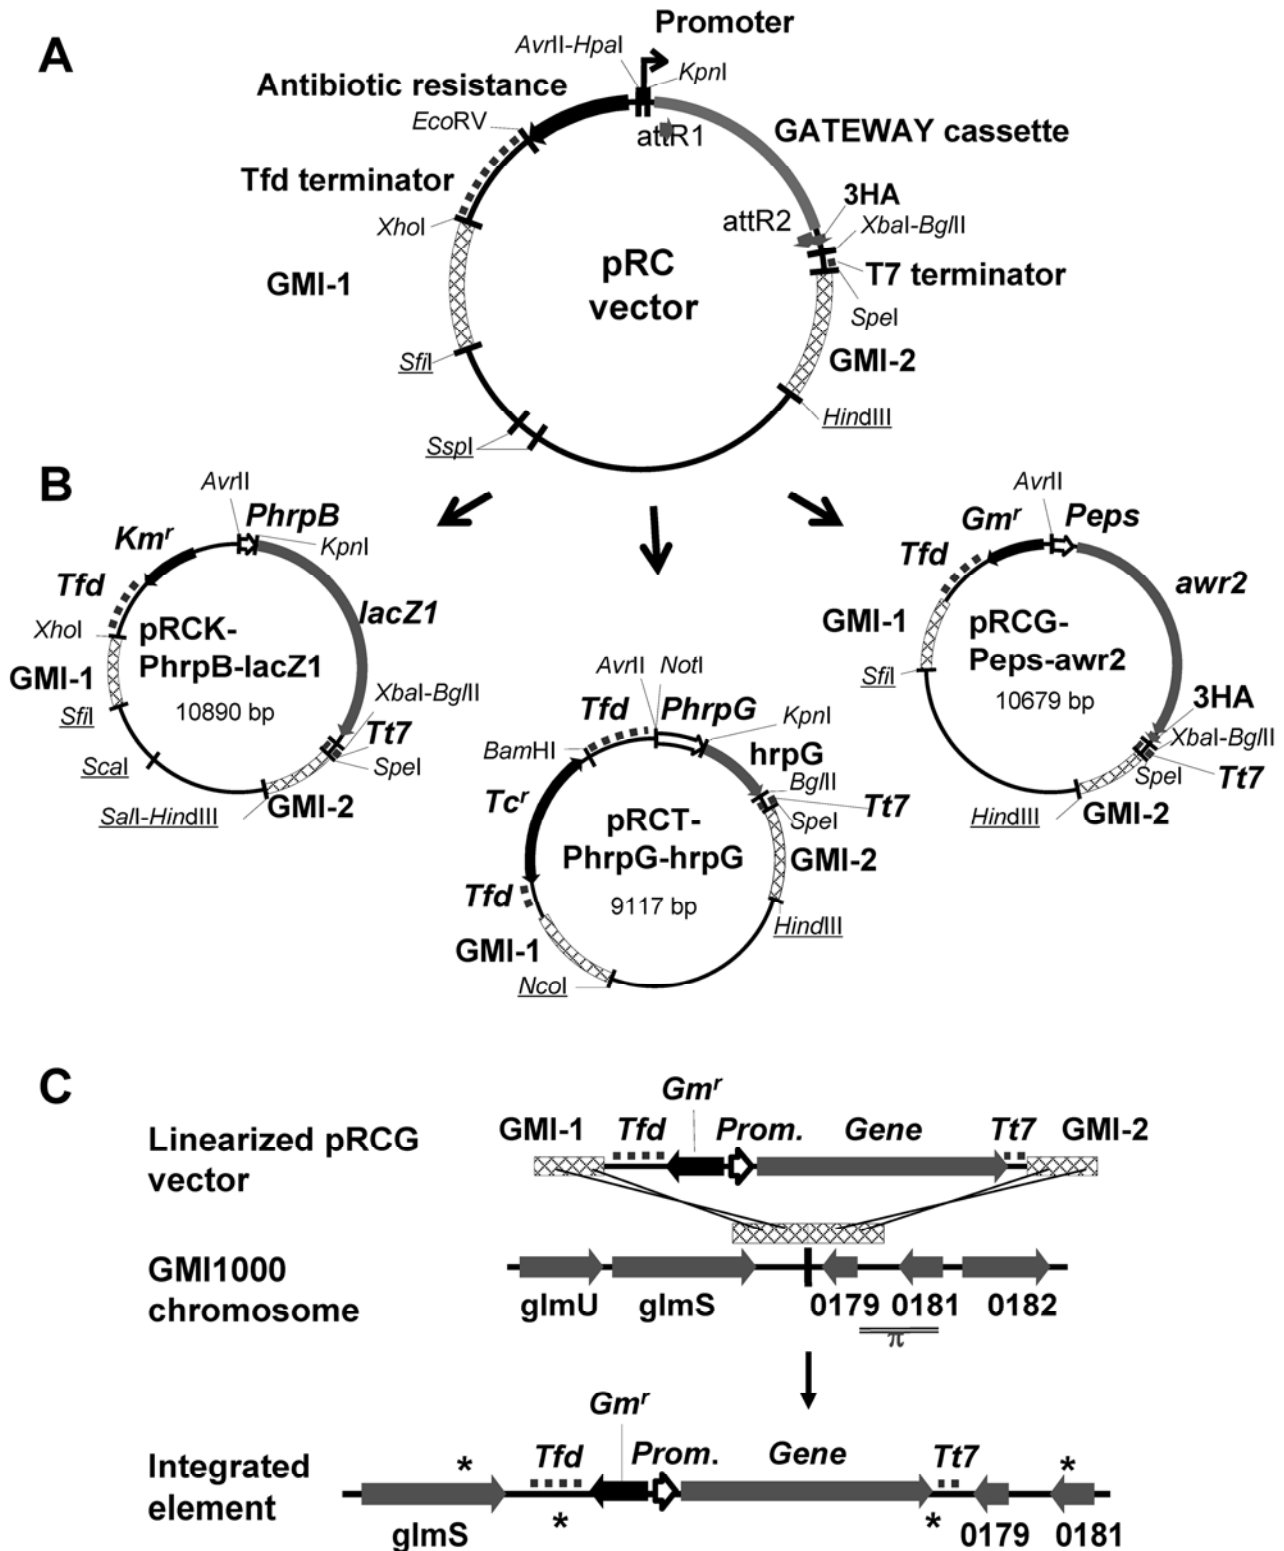 A
Promoter
AvrII-HpaI
KpnI
Antibiotic resistance
EcoRV
attR1
GATEWAY cassette
Tfd terminator
3HA
XhoI
attR2
XbaI-BglII
pRC
vector
T7 terminator
GMI-1
SpeI
SfiI
GMI-2
HindIII
SspI
B
AvrII
PhrpB
Kmr
KpnI
Tfd
lacZ1
XhoI
pRCK-
PhrpB-lacZ1
GMI-1
10890 bp
XbaI-BglII
SfiI
Tt7
ScaI
SpeI
SalI-HindIII
GMI-2
AvrII
NotI
Tfd
PhrpG
KpnI
BamHI
hrpG
BglII
Tcr
Tt7
SpeI
pRCT-
PhrpG-hrpG
GMI-2
9117 bp
Tfd
HindIII
GMI-1
NcoI
AvrII
Gmr
Peps
Tfd
awr2
GMI-1
pRCG-
Peps-awr2
SfiI
10679 bp
3HA
XbaI-BglII
SpeI
Tt7
HindIII
GMI-2
C
Gmr
Linearized pRCG
vector
GMI-1
Tfd
Prom.
Gene
Tt7
GMI-2
GMI1000
chromosome
glmU
glmS
0179
0181
0182
π
Gmr
Integrated
element
*
Tfd
Prom.
Gene
Tt7
*
glmS
*
*
0179
0181